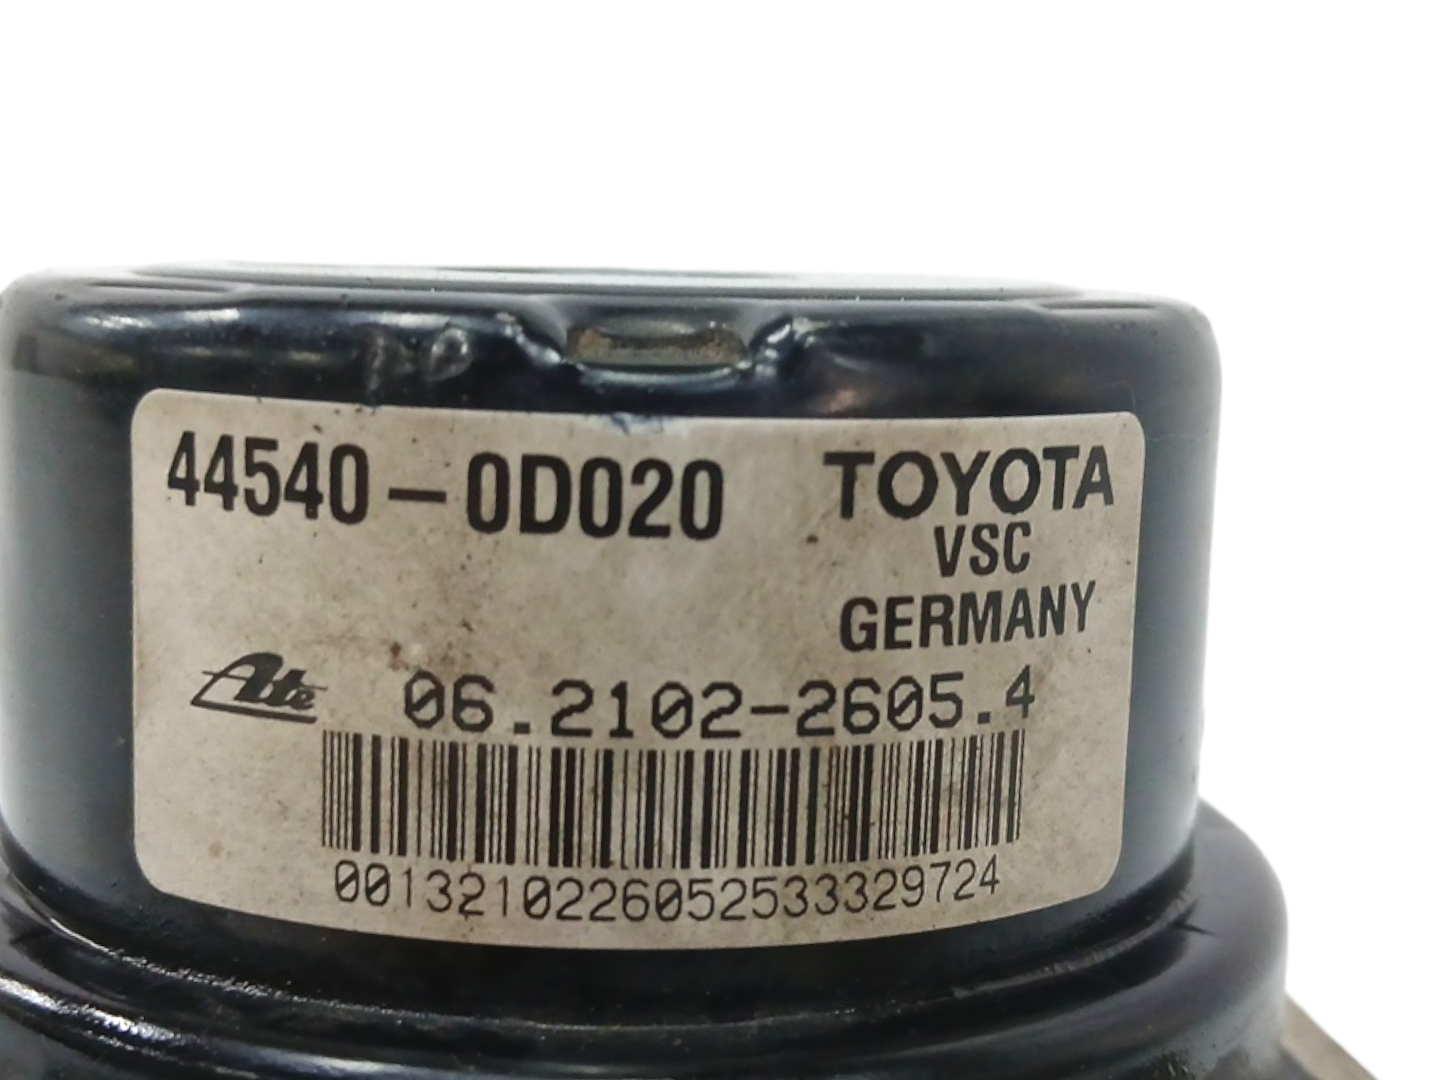 44540-0D020 TOYOTA
VSC
GERMANY
Ate 06.2102-2605.4
00132102260525333329724